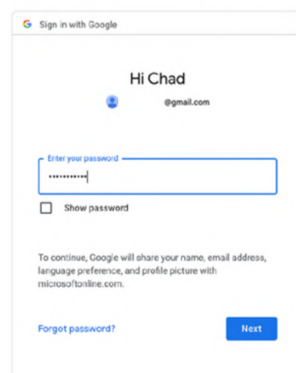 Sign in with Google
Hi Chad
@gmail.com
Enter your password
Show password
To continue, Google will share your name, email address,
language preference, and profile picture with
microsoftonline.com.
Forgot password?
Next